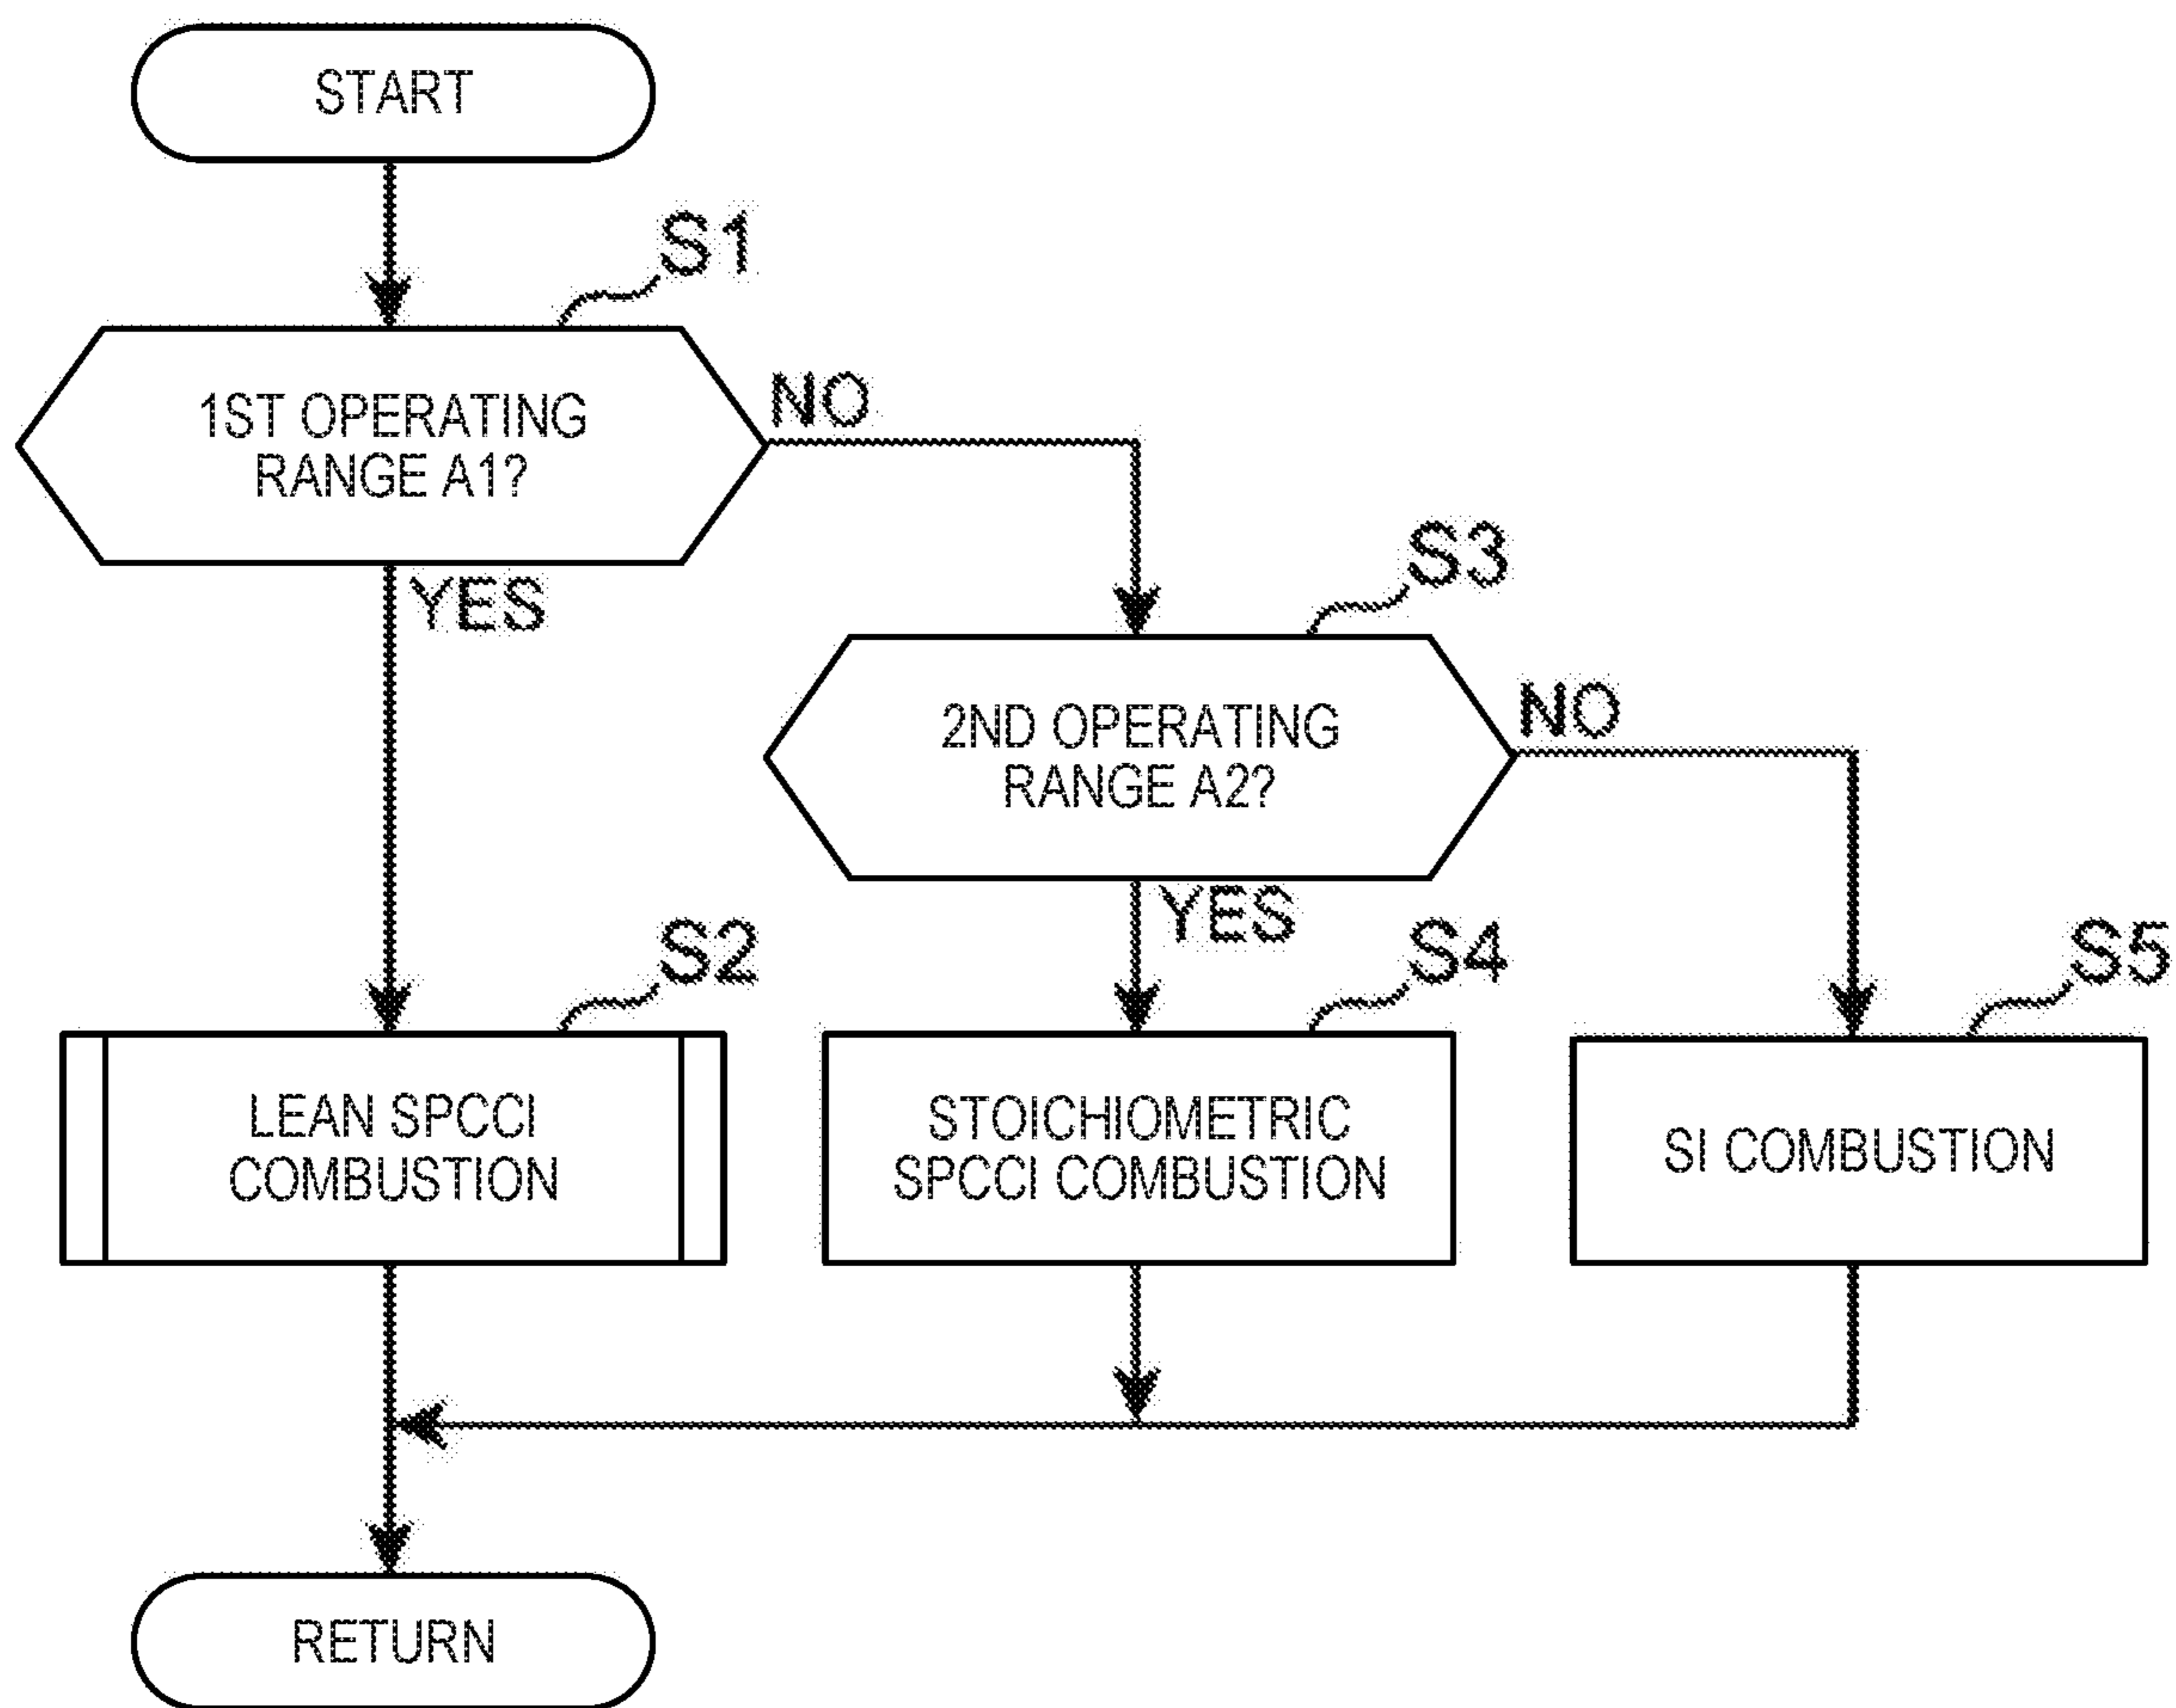 START
S1
1ST OPERATING
RANGE A1?
NO
YES
S3
2ND OPERATING
RANGE A2?
NO
YES
S2
S4
S5
LEAN SPCCI
COMBUSTION
STOICHIOMETRIC
SPCCI COMBUSTION
SI COMBUSTION
RETURN